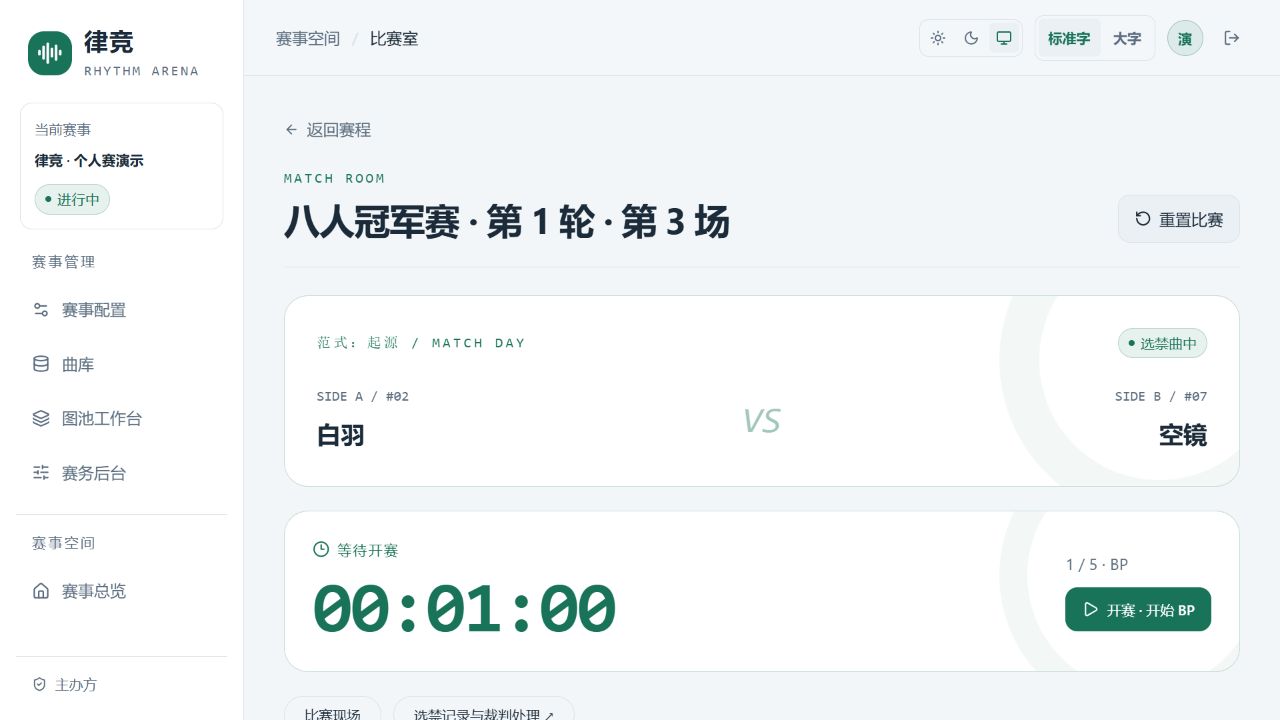 律竞
RHYTHM ARENA
当前赛事
律竞 · 个人赛演示
进行中
赛事管理
赛事配置
曲库
图池工作台
赛务后台
赛事空间
赛事总览
主办方
赛事空间 / 比赛室
标准字 大字
演
返回赛程
MATCH ROOM
八人冠军赛 · 第 1 轮 · 第 3 场
重置比赛
范式：起源 / MATCH DAY
选禁曲中
SIDE A / #02
白羽
VS
SIDE B / #07
空镜
等待开赛
00:01:00
1 / 5 · BP
开赛 · 开始 BP
比赛现场
选禁记录与裁判处理 ↗